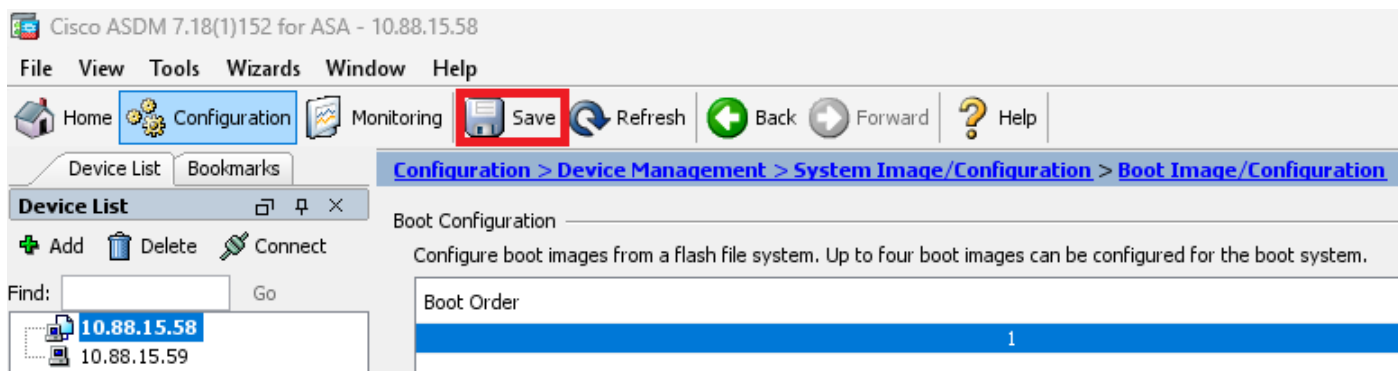 Cisco ASDM 7.18(1)152 for ASA - 10.88.15.58
File View Tools Wizards Window Help
Home Configuration Monitoring Save Refresh Back Forward Help
Device List Bookmarks
Configuration > Device Management > System Image/Configuration > Boot Image/Configuration
Device List
Add Delete Connect
Find: Go
10.88.15.58
10.88.15.59
Boot Configuration
Configure boot images from a flash file system. Up to four boot images can be configured for the boot system.
Boot Order
1